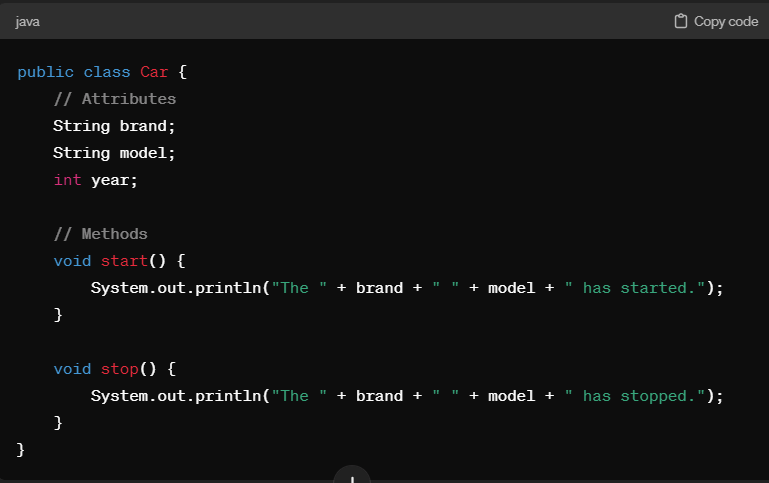 java
Copy code
public class Car {
    // Attributes
    String brand;
    String model;
    int year;

    // Methods
    void start() {
        System.out.println("The " + brand + " " + model + " has started.");
    }

    void stop() {
        System.out.println("The " + brand + " " + model + " has stopped.");
    }
}